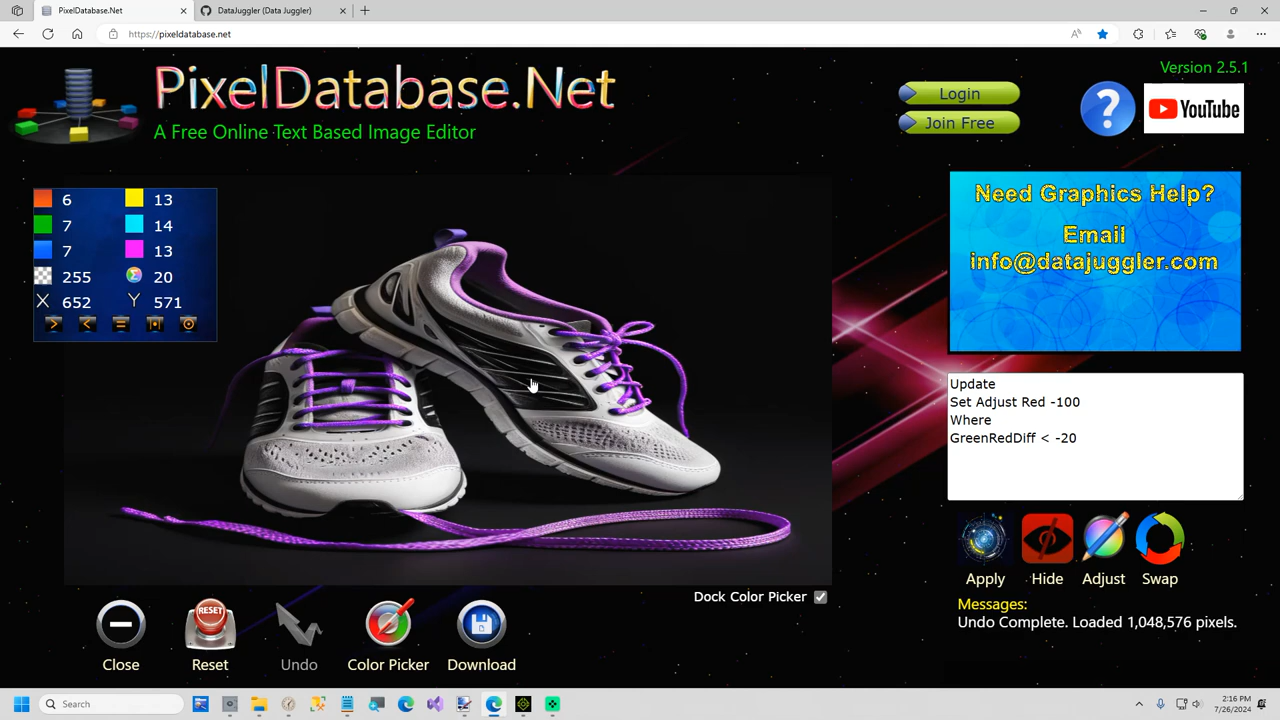 PixelDatabase.Net
DataJuggler (Data Juggler)
https://pixeldatabase.net
PixelDatabase.Net
A Free Online Text Based Image Editor
Login
Join Free
?
YouTube
Version 2.5.1
6
13
7
14
7
13
255
20
X 652
Y 571
Need Graphics Help?
Email
info@datajuggler.com
Update
Set Adjust Red -100
Where
GreenRedDiff < -20
Apply
Hide
Adjust
Swap
Dock Color Picker
Messages:
Undo Complete. Loaded 1,048,576 pixels.
RESET
Close
Reset
Undo
Color Picker
Download
Search
2:16 PM
7/26/2024